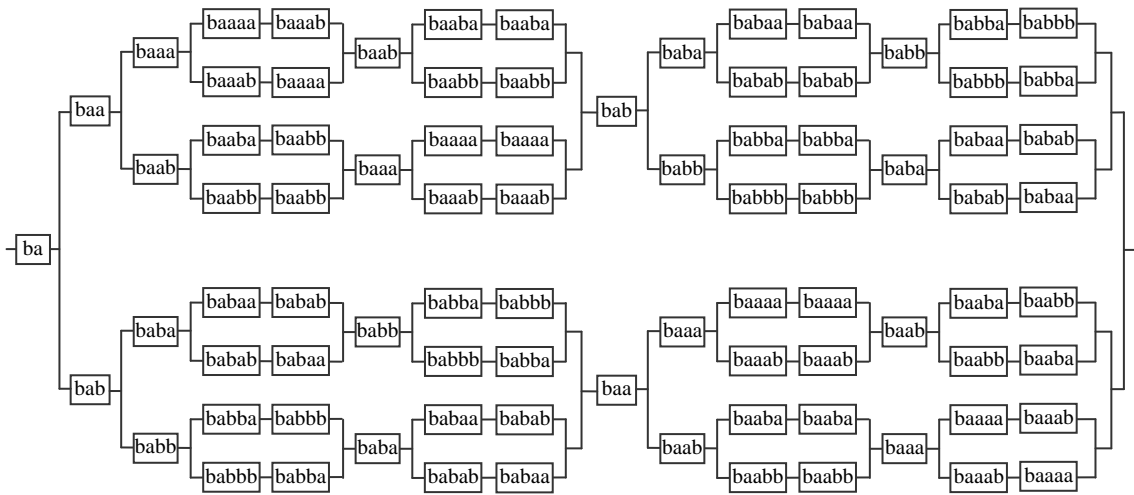 baaaa baaab baaba baaba babaa babaa babba babbb
baaa baab baba babb
baaab baaaa baabb baabb babab babab babbb babba
baa bab
baaba baabb baaaa baaaa babba babba babaa babab
baab baaa babb baba
baabb baabb baaab baaab babbb babbb babab babaa
ba
babaa babab babba babbb baaaa baaaa baaba baabb
baba babb baaa baab
babab babaa babbb babba baaab baaab baabb baaba
bab baa
babba babbb babaa babab baaba baaba baaaa baaab
babb baba baab baaa
babbb babba babab babaa baabb baabb baaab baaaa